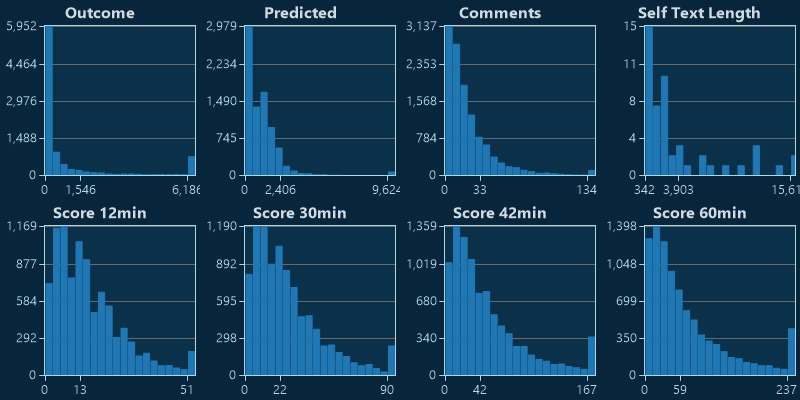 Outcome
5,952
4,464
2,976
1,488
0
0 1,546 6,186
Predicted
2,979
2,234
1,490
745
0
0 2,406 9,624
Comments
3,137
2,353
1,568
784
0
0 33 134
Self Text Length
15
11
8
4
0
342 3,903 15,61
Score 12min
1,169
877
584
292
0
0 13 51
Score 30min
1,190
892
595
298
0
0 22 90
Score 42min
1,359
1,019
680
340
0
0 42 167
Score 60min
1,398
1,048
699
350
0
0 59 237